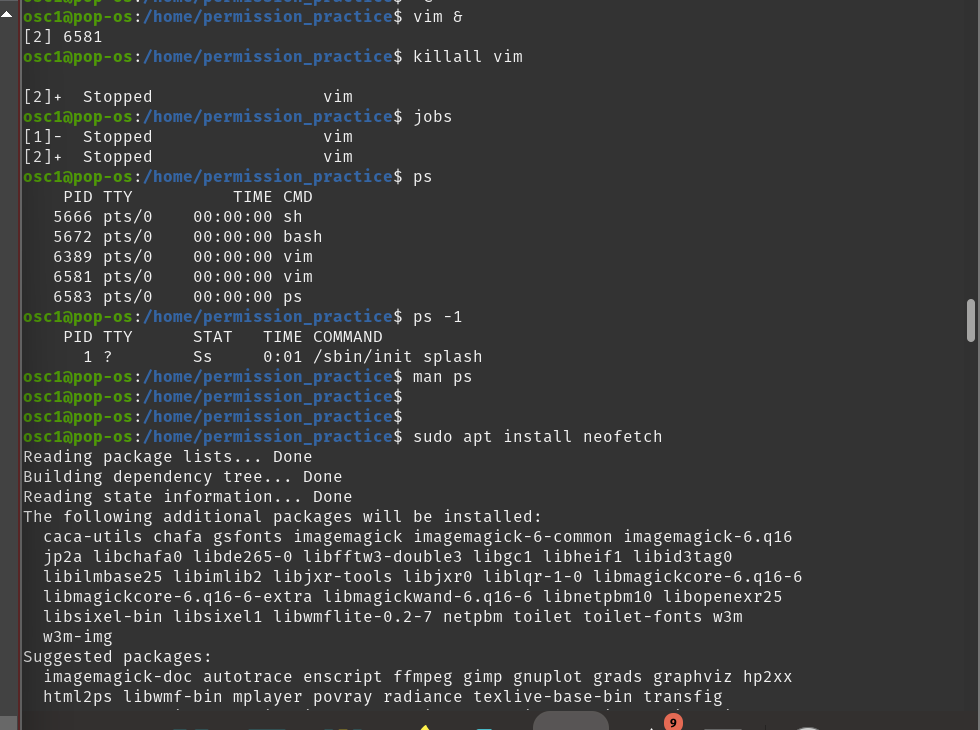 osc1@pop-os:/home/permission_practice$ vim &
[2] 6581
osc1@pop-os:/home/permission_practice$ killall vim
[2]+  Stopped                 vim
osc1@pop-os:/home/permission_practice$ jobs
[1]-  Stopped                 vim
[2]+  Stopped                 vim
osc1@pop-os:/home/permission_practice$ ps
    PID TTY          TIME CMD
   5666 pts/0    00:00:00 sh
   5672 pts/0    00:00:00 bash
   6389 pts/0    00:00:00 vim
   6581 pts/0    00:00:00 vim
   6583 pts/0    00:00:00 ps
osc1@pop-os:/home/permission_practice$ ps -1
    PID TTY      STAT   TIME COMMAND
      1 ?        Ss     0:01 /sbin/init splash
osc1@pop-os:/home/permission_practice$ man ps
osc1@pop-os:/home/permission_practice$
osc1@pop-os:/home/permission_practice$
osc1@pop-os:/home/permission_practice$ sudo apt install neofetch
Reading package lists... Done
Building dependency tree... Done
Reading state information... Done
The following additional packages will be installed:
  caca-utils chafa gsfonts imagemagick imagemagick-6-common imagemagick-6.q16
  jp2a libchafa0 libde265-0 libfftw3-double3 libgc1 libheif1 libid3tag0
  libilmbase25 libimlib2 libjxr-tools libjxr0 liblqr-1-0 libmagickcore-6.q16-6
  libmagickcore-6.q16-6-extra libmagickwand-6.q16-6 libnetpbm10 libopenexr25
  libsixel-bin libsixel1 libwmflite-0.2-7 netpbm toilet toilet-fonts w3m
  w3m-img
Suggested packages:
  imagemagick-doc autotrace enscript ffmpeg gimp gnuplot grads graphviz hp2xx
  html2ps libwmf-bin mplayer povray radiance texlive-base-bin transfig
9